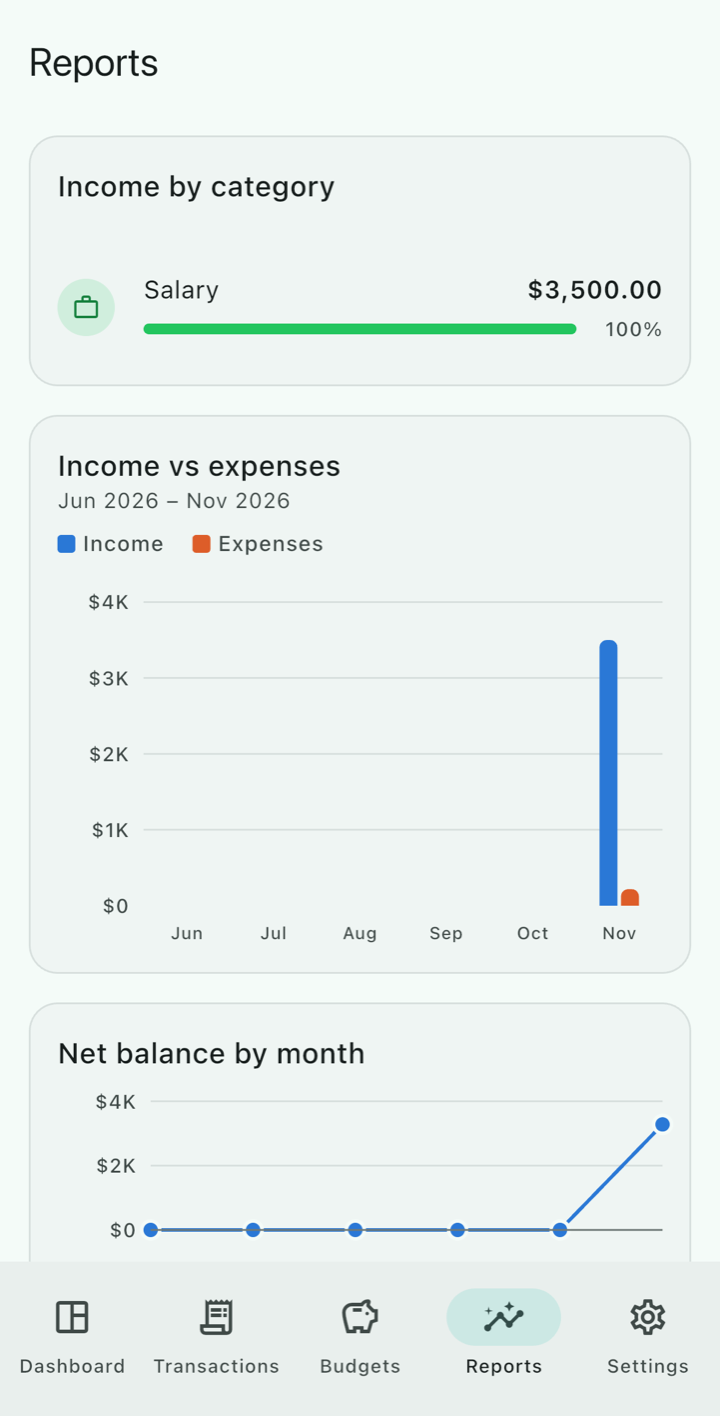 Reports
Income by category
Salary $3,500.00
100%
Income vs expenses
Jun 2026 – Nov 2026
Income Expenses
$4K
$3K
$2K
$1K
$0
Jun Jul Aug Sep Oct Nov
Net balance by month
$4K
$2K
$0
Dashboard Transactions Budgets Reports Settings